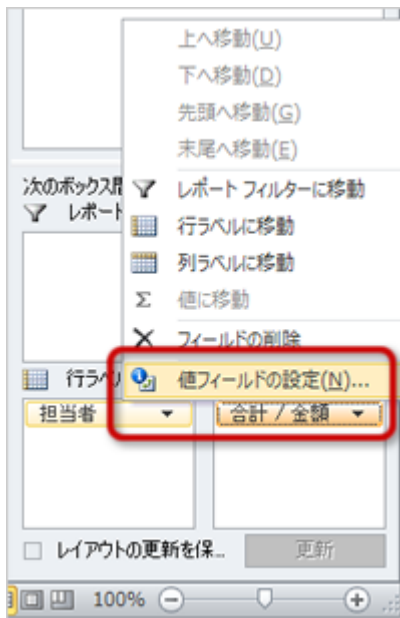 上へ移動(U)
下へ移動(D)
先頭へ移動(G)
末尾へ移動(E)
次のボックス間
レポート フィルターに移動
レポート
行ラベルに移動
列ラベルに移動
Σ 値に移動
フィールドの削除
行ラベル
値フィールドの設定(N)...
担当者
合計 / 金額
レイアウトの更新を保...
更新
100%